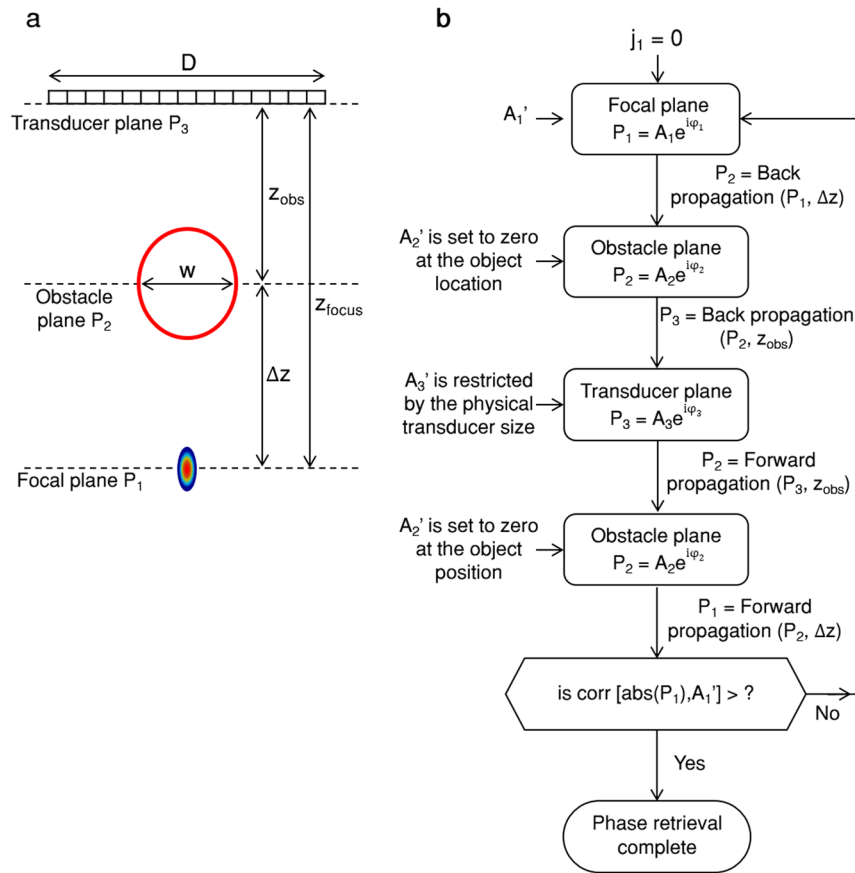 a
D
Transducer plane P₃
z_obs
w
Obstacle
plane P₂
z_focus
Δz
Focal plane P₁
b
j₁ = 0
A₁'
Focal plane
P₁ = A₁e^{iφ₁}
P₂ = Back
propagation (P₁, Δz)
A₂' is set to zero
at the object
location
Obstacle plane
P₂ = A₂e^{iφ₂}
P₃ = Back propagation
(P₂, z_obs)
A₃' is restricted
by the physical
transducer size
Transducer plane
P₃ = A₃e^{iφ₃}
P₂ = Forward
propagation (P₃, z_obs)
A₂' is set to zero
at the object
position
Obstacle plane
P₂ = A₂e^{iφ₂}
P₁ = Forward
propagation (P₂, Δz)
is corr [abs(P₁),A₁'] > ?
No
Yes
Phase retrieval
complete